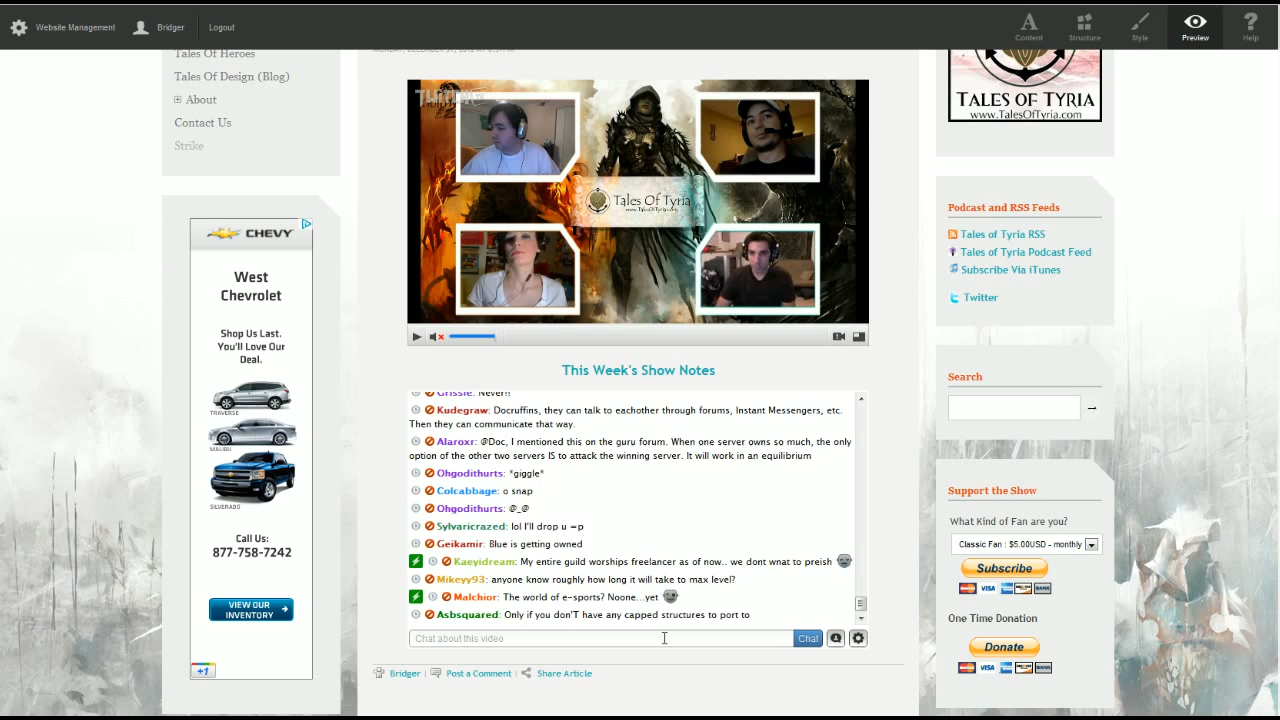 Website Management
Bridger
Logout
Content
Structure
Style
Preview
Help
Tales Of Heroes
Tales Of Design (Blog)
About
Contact Us
Strike
CHEVY
West
Chevrolet
Shop Us Last.
You'll Love Our
Deal.
TRAVERSE
MALIBU
SILVERADO
Call Us:
877-758-7242
VIEW OUR
INVENTORY
+1
Tales Of Tyria
This Week's Show Notes
Grissle: Never!!
Kudegraw: Docruffins, they can talk to eachother through forums, Instant Messengers, etc.
Then they can communicate that way.
Alaroxr: @Doc, I mentioned this on the guru forum. When one server owns so much, the only
option of the other two servers IS to attack the winning server. It will work in an equilibrium
Ohgodithurts: *giggle*
Colcabbage: o snap
Ohgodithurts: @_@
Sylvaricrazed: lol I'll drop u =p
Geikamir: Blue is getting owned
Kaeyidream: My entire guild worships freelancer as of now.. we dont what to preish
Mikeyy93: anyone know roughly how long it will take to max level?
Malchior: The world of e-sports? Noone...yet
Asbsquared: Only if you don'T have any capped structures to port to
Chat about this video
Chat
Bridger
Post a Comment
Share Article
TALES OF TYRIA
www.TalesOfTyria.com
Podcast and RSS Feeds
Tales of Tyria RSS
Tales of Tyria Podcast Feed
Subscribe Via iTunes
Twitter
Search
Support the Show
What Kind of Fan are you?
Classic Fan : $5.00USD - monthly
Subscribe
VISA
BANK
One Time Donation
Donate
VISA
BANK